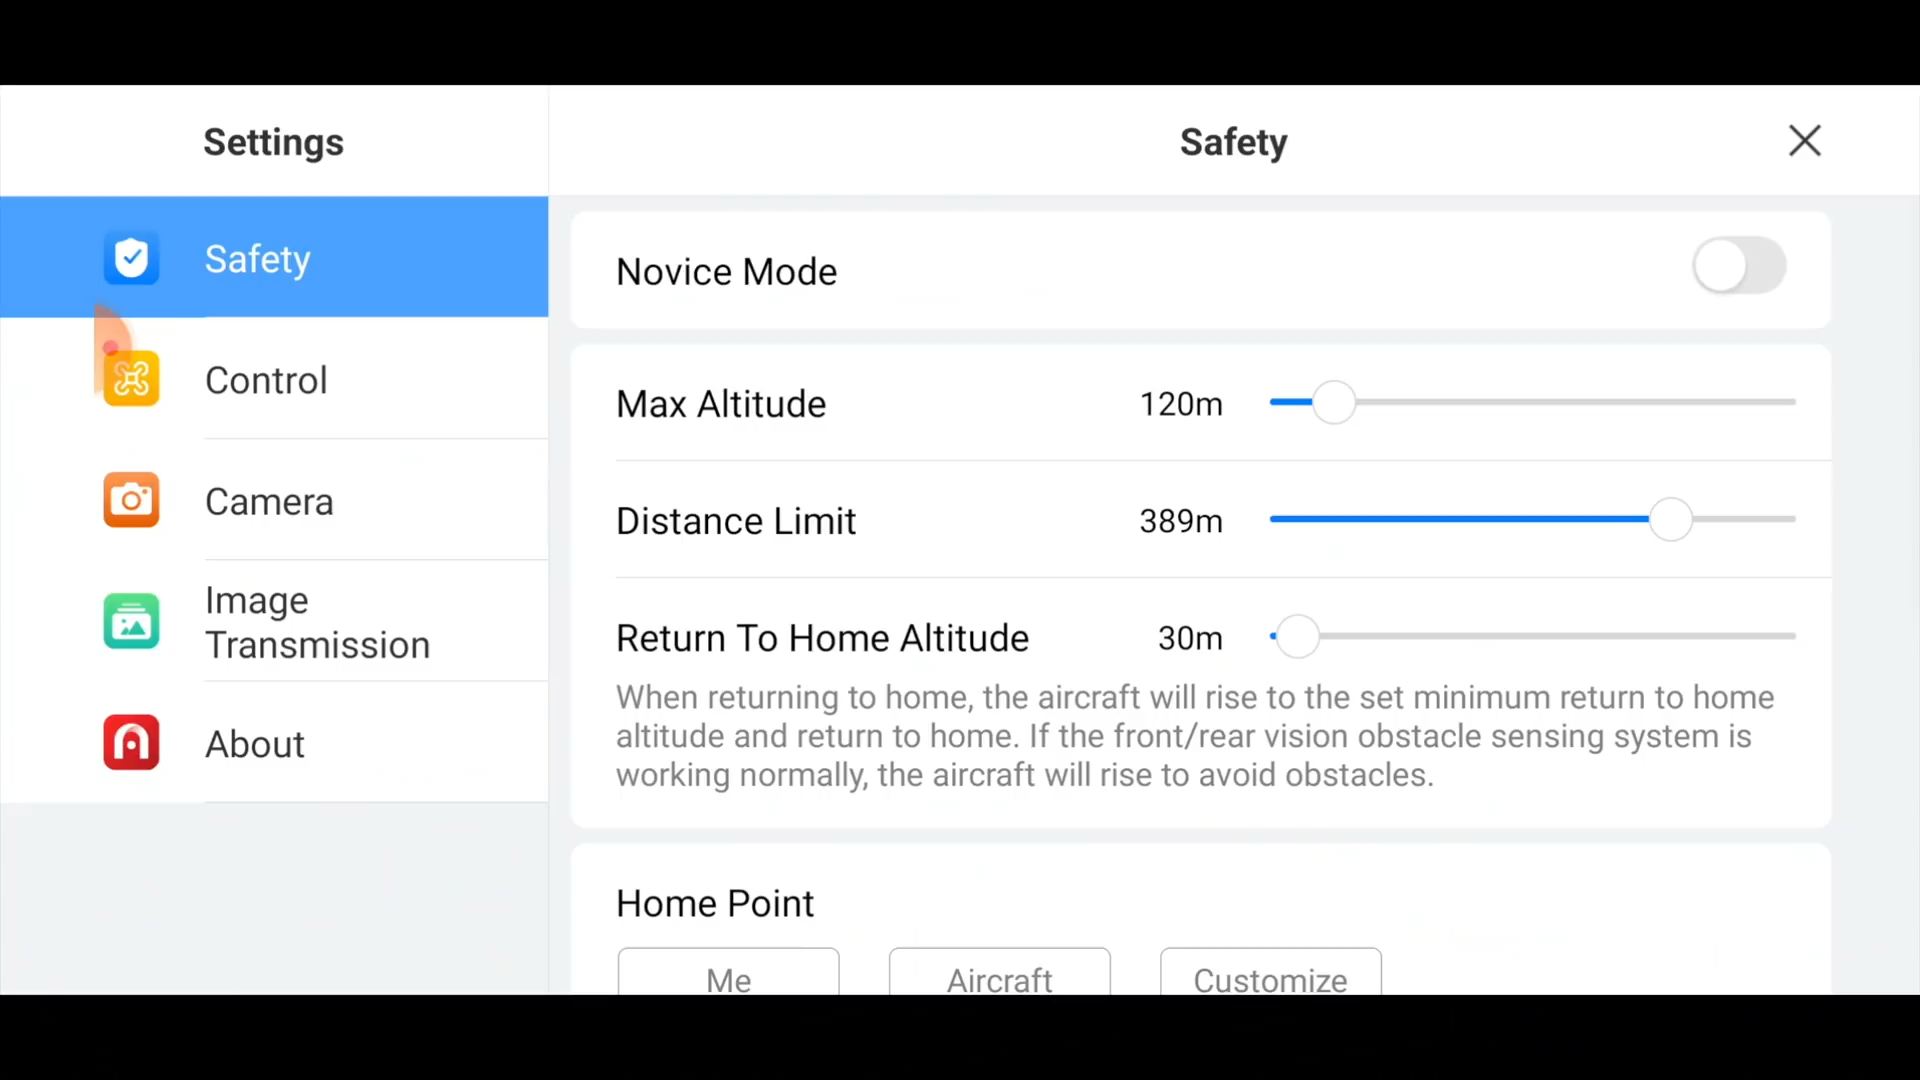 Settings
Safety
Safety
Control
Camera
Image
Transmission
About
Novice Mode
Max Altitude 120m
Distance Limit 389m
Return To Home Altitude 30m
When returning to home, the aircraft will rise to the set minimum return to home
altitude and return to home. If the front/rear vision obstacle sensing system is
working normally, the aircraft will rise to avoid obstacles.
Home Point
Me Aircraft Customize